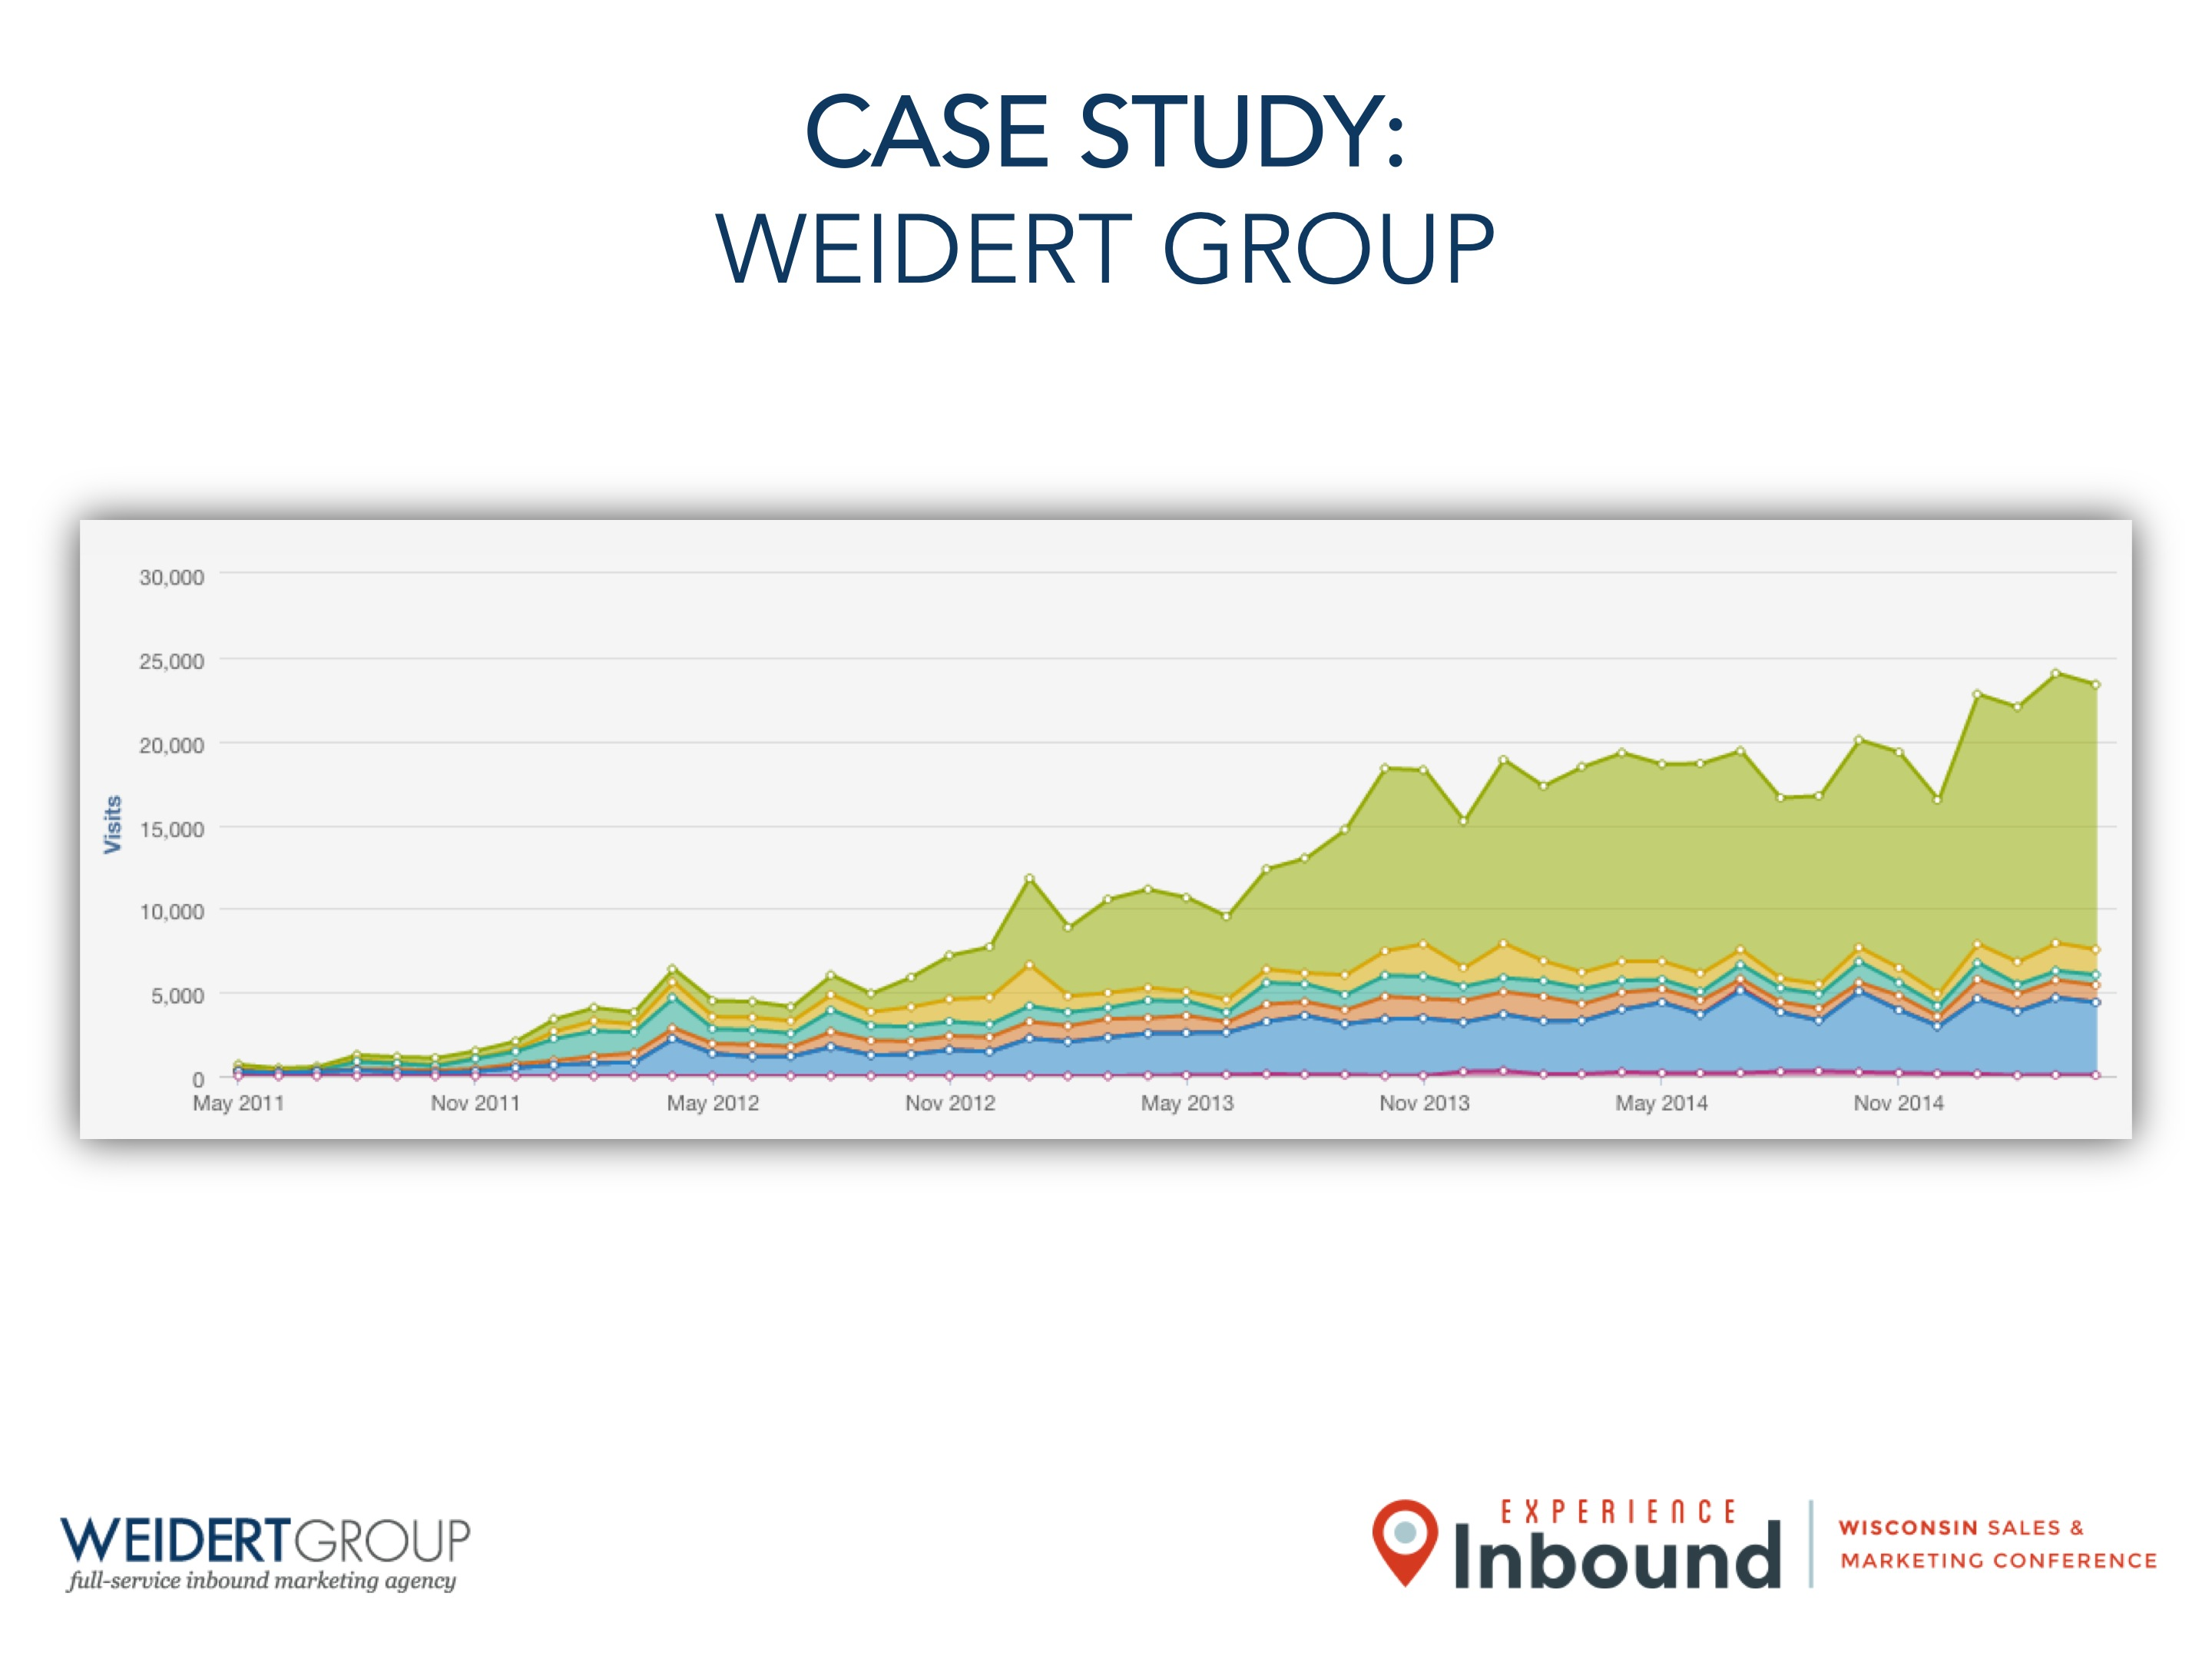 CASE STUDY:
WEIDERT GROUP
30,000
25,000
20,000
15,000
10,000
5,000
0
Visits
May 2011
Nov 2011
May 2012
Nov 2012
May 2013
Nov 2013
May 2014
Nov 2014
WEIDERTGROUP
full-service inbound marketing agency
EXPERIENCE
Inbound
WISCONSIN SALES &
MARKETING CONFERENCE